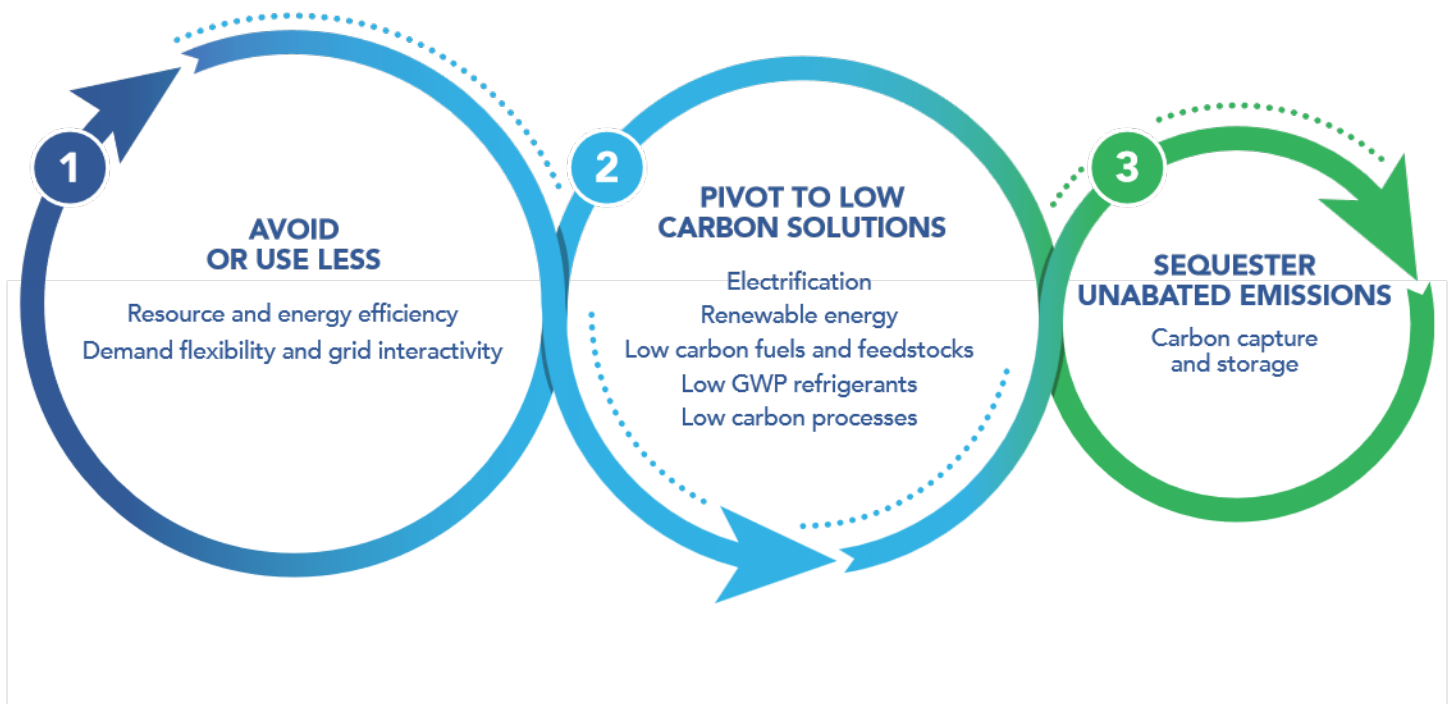 1
AVOID
OR USE LESS
Resource and energy efficiency
Demand flexibility and grid interactivity
2
PIVOT TO LOW
CARBON SOLUTIONS
Electrification
Renewable energy
Low carbon fuels and feedstocks
Low GWP refrigerants
Low carbon processes
3
SEQUESTER
UNABATED EMISSIONS
Carbon capture
and storage